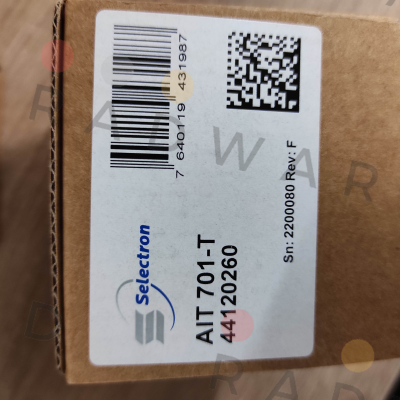 7 640119 431987
Selectron
AIT 701-T
44120260
Sn: 2200080 Rev: F